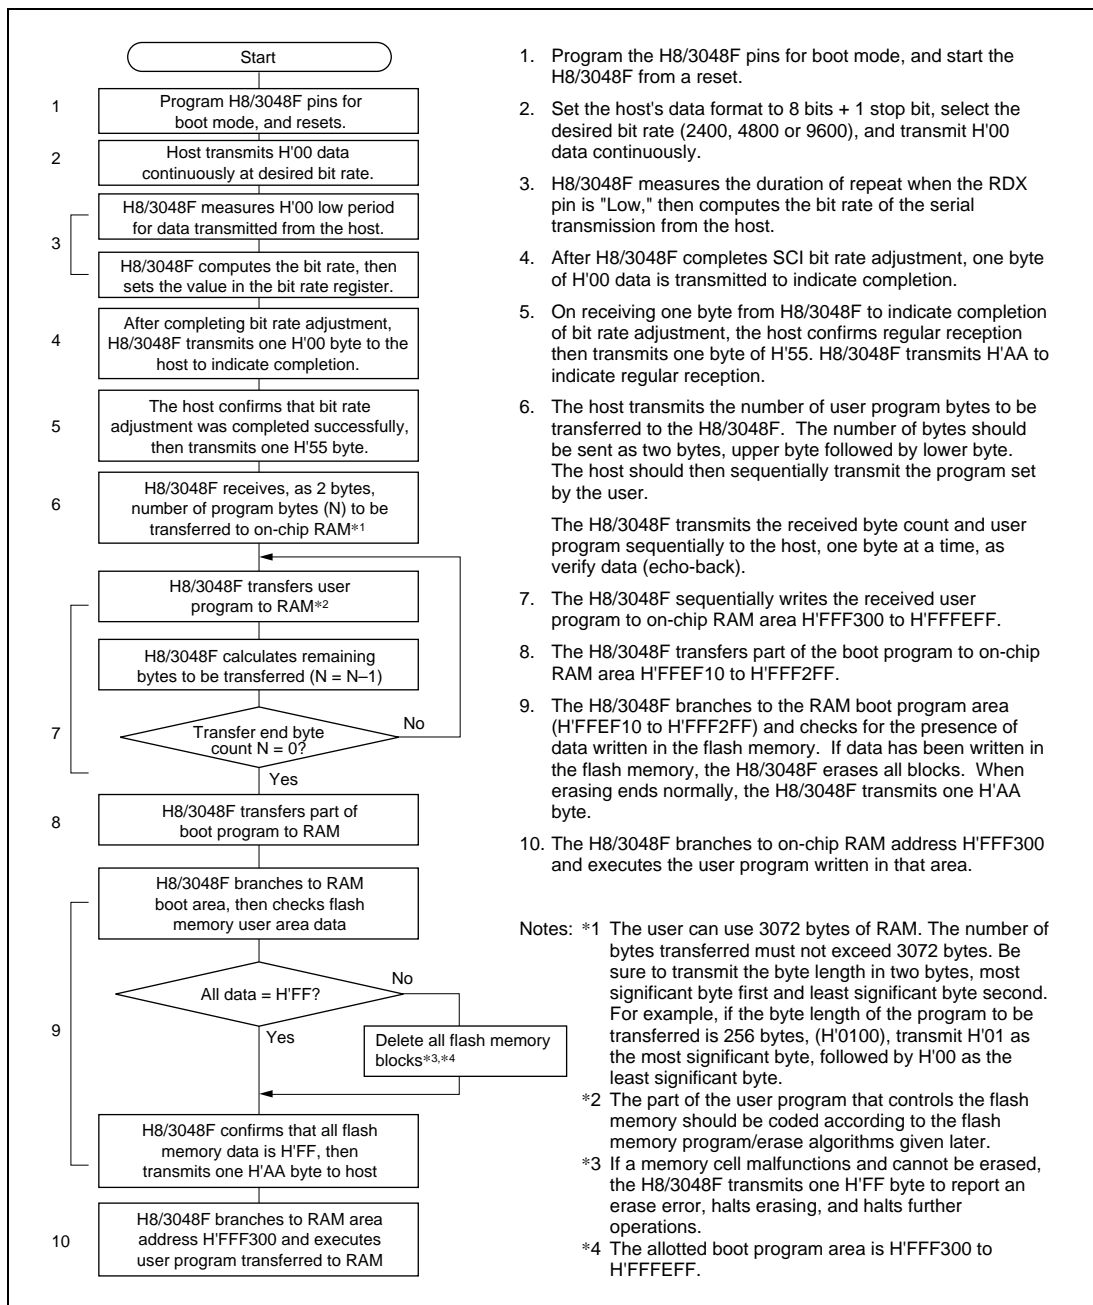 Start
1
Program H8/3048F pins for
boot mode, and resets.
2
Host transmits H'00 data
continuously at desired bit rate.
3
H8/3048F measures H'00 low period
for data transmitted from the host.
H8/3048F computes the bit rate, then
sets the value in the bit rate register.
4
After completing bit rate adjustment,
H8/3048F transmits one H'00 byte to the
host to indicate completion.
5
The host confirms that bit rate
adjustment was completed successfully,
then transmits one H'55 byte.
6
H8/3048F receives, as 2 bytes,
number of program bytes (N) to be
transferred to on-chip RAM*1
7
H8/3048F transfers user
program to RAM*2
H8/3048F calculates remaining
bytes to be transferred (N = N–1)
Transfer end byte
count N = 0?
No
Yes
8
H8/3048F transfers part of
boot program to RAM
9
H8/3048F branches to RAM
boot area, then checks flash
memory user area data
All data = H'FF?
No
Yes
Delete all flash memory
blocks*3,*4
H8/3048F confirms that all flash
memory data is H'FF, then
transmits one H'AA byte to host
10
H8/3048F branches to RAM area
address H'FFF300 and executes
user program transferred to RAM
1. Program the H8/3048F pins for boot mode, and start the
H8/3048F from a reset.
2. Set the host's data format to 8 bits + 1 stop bit, select the
desired bit rate (2400, 4800 or 9600), and transmit H'00
data continuously.
3. H8/3048F measures the duration of repeat when the RDX
pin is "Low," then computes the bit rate of the serial
transmission from the host.
4. After H8/3048F completes SCI bit rate adjustment, one byte
of H'00 data is transmitted to indicate completion.
5. On receiving one byte from H8/3048F to indicate completion
of bit rate adjustment, the host confirms regular reception
then transmits one byte of H'55. H8/3048F transmits H'AA to
indicate regular reception.
6. The host transmits the number of user program bytes to be
transferred to the H8/3048F. The number of bytes should
be sent as two bytes, upper byte followed by lower byte.
The host should then sequentially transmit the program set
by the user.
The H8/3048F transmits the received byte count and user
program sequentially to the host, one byte at a time, as
verify data (echo-back).
7. The H8/3048F sequentially writes the received user
program to on-chip RAM area H'FFF300 to H'FFFEFF.
8. The H8/3048F transfers part of the boot program to on-chip
RAM area H'FFEF10 to H'FFF2FF.
9. The H8/3048F branches to the RAM boot program area
(H'FFEF10 to H'FFF2FF) and checks for the presence of
data written in the flash memory. If data has been written in
the flash memory, the H8/3048F erases all blocks. When
erasing ends normally, the H8/3048F transmits one H'AA
byte.
10. The H8/3048F branches to on-chip RAM address H'FFF300
and executes the user program written in that area.
Notes: *1 The user can use 3072 bytes of RAM. The number of
bytes transferred must not exceed 3072 bytes. Be
sure to transmit the byte length in two bytes, most
significant byte first and least significant byte second.
For example, if the byte length of the program to be
transferred is 256 bytes, (H'0100), transmit H'01 as
the most significant byte, followed by H'00 as the
least significant byte.
*2 The part of the user program that controls the flash
memory should be coded according to the flash
memory program/erase algorithms given later.
*3 If a memory cell malfunctions and cannot be erased,
the H8/3048F transmits one H'FF byte to report an
erase error, halts erasing, and halts further
operations.
*4 The allotted boot program area is H'FFF300 to
H'FFFEFF.